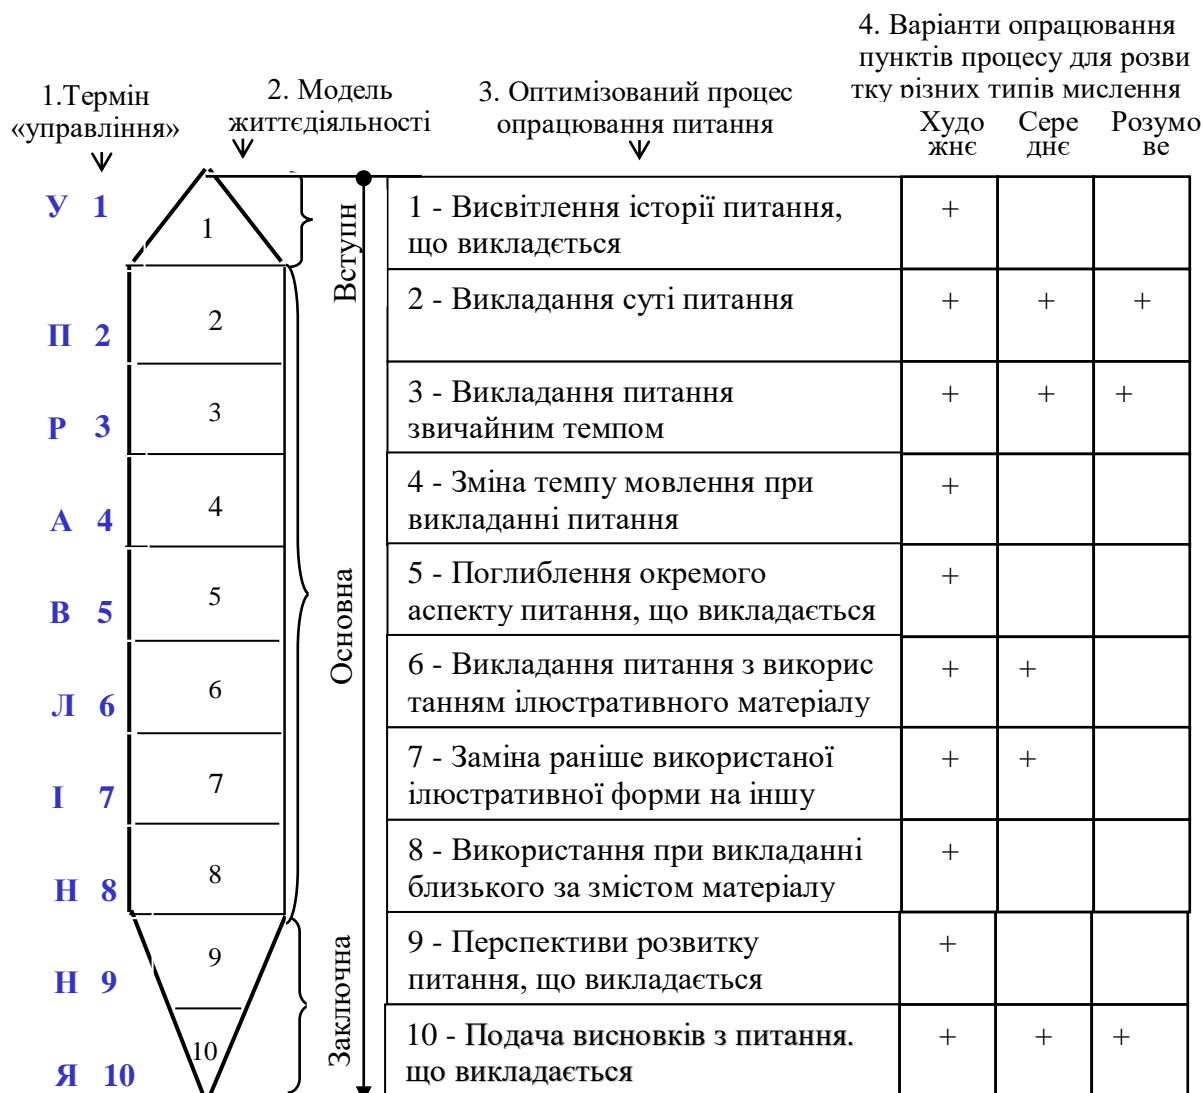 4. Варіанти опрацювання
пунктів процесу для розви
тку різних типів мислення
1.Термін
«управління»
2. Модель
життєдіяльності
3. Оптимізований процес
опрацювання питання
Худо
жнє
Сере
днє
Розумо
ве
У 1
1
Вступн
1 - Висвітлення історії питання,
що викладється
+
П 2
2
2 - Викладання суті питання
+ + +
Р 3
3
3 - Викладання питання
звичайним темпом
+ + +
А 4
4
4 - Зміна темпу мовлення при
викладанні питання
+
В 5
5
Основна
5 - Поглиблення окремого
аспекту питання, що викладається
+
Л 6
6
6 - Викладання питання з викорис
танням ілюстративного матеріалу
+ +
І 7
7
7 - Заміна раніше використаної
ілюстративної форми на іншу
+ +
Н 8
8
8 - Використання при викладанні
близького за змістом матеріалу
+
Н 9
9
Заключна
9 - Перспективи розвитку
питання, що викладається
+
Я 10
10
10 - Подача висновків з питання.
що викладається
+ + +